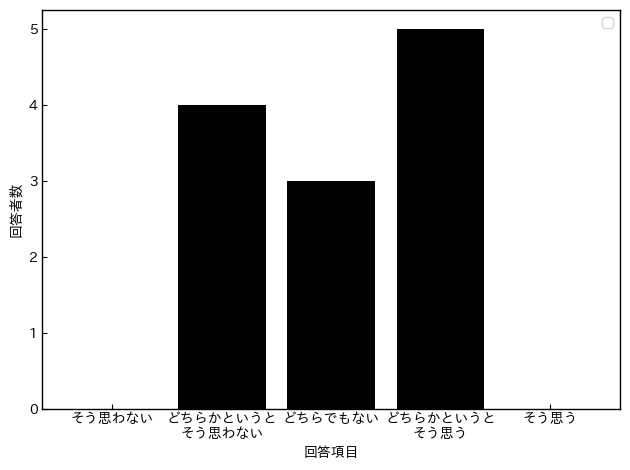 5
4
3
2
1
0
回答者数
そう思わない
どちらかというと
そう思わない
どちらでもない
どちらかというと
そう思う
そう思う
回答項目